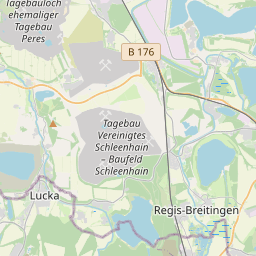 Tagebauloch
ehemaliger
Tagebau
Peres
B 176
Tagebau
Vereinigtes
Schleenhain
– Baufeld
Schleenhain
Lucka
Regis-Breitingen